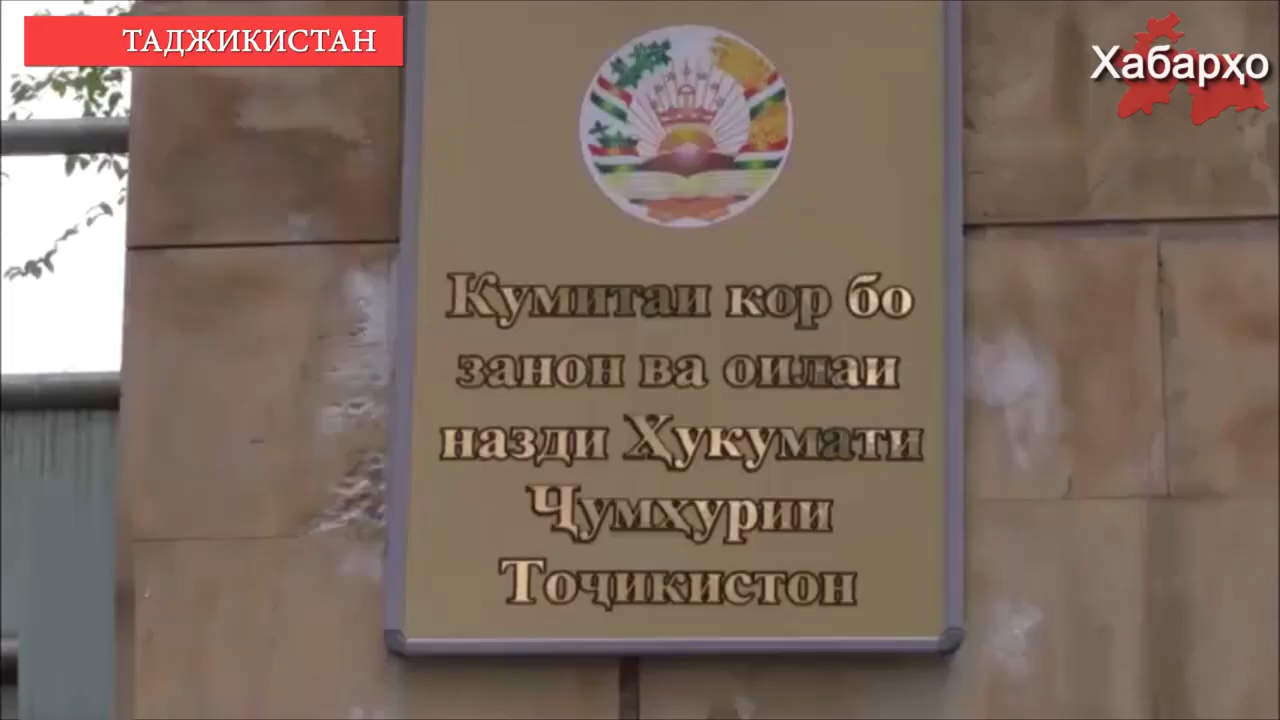 ТАДЖИКИСТАН
Хабарҳо
Кумитаи кор бо
занон ва оилаи
назди Ҳукумати
Ҷумҳурии
Тоҷикистон